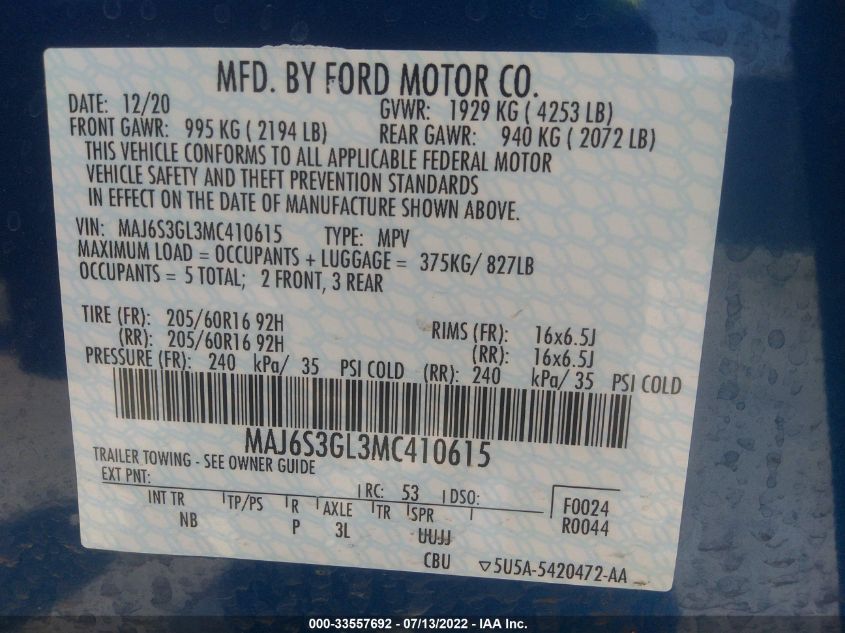 MFD. BY FORD MOTOR CO.
DATE: 12/20 GVWR: 1929 KG ( 4253 LB)
FRONT GAWR: 995 KG ( 2194 LB) REAR GAWR: 940 KG ( 2072 LB)
THIS VEHICLE CONFORMS TO ALL APPLICABLE FEDERAL MOTOR
VEHICLE SAFETY AND THEFT PREVENTION STANDARDS
IN EFFECT ON THE DATE OF MANUFACTURE SHOWN ABOVE.
VIN: MAJ6S3GL3MC410615 TYPE: MPV
MAXIMUM LOAD = OCCUPANTS + LUGGAGE = 375KG/ 827LB
OCCUPANTS = 5 TOTAL; 2 FRONT, 3 REAR
TIRE (FR): 205/60R16 92H RIMS (FR): 16x6.5J
(RR): 205/60R16 92H (RR): 16x6.5J
PRESSURE (FR): 240 kPa/ 35 PSI COLD (RR): 240 kPa/ 35 PSI COLD
MAJ6S3GL3MC410615
TRAILER TOWING - SEE OWNER GUIDE
EXT PNT: RC: 53 DSO: F0024
INT TR TP/PS R AXLE TR SPR R0044
NB P 3L UUJJ
CBU 5U5A-5420472-AA
000-33557692 - 07/13/2022 - IAA Inc.